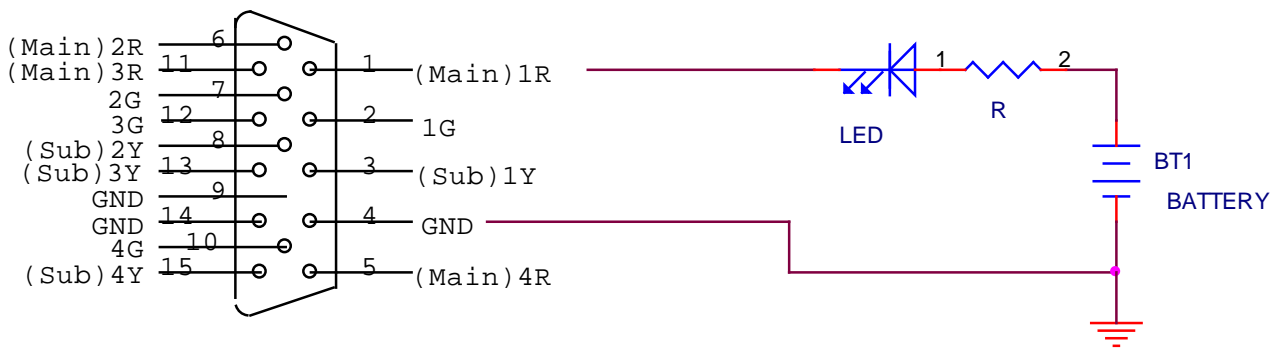 (Main)2R 6
(Main)3R 11
1 (Main)1R
2G 7
3G 12
2 1G
(Sub)2Y 8
(Sub)3Y 13
3 (Sub)1Y
GND 9
GND 14
4 GND
4G 10
(Sub)4Y 15
5 (Main)4R
1 2
LED
R
BT1
BATTERY